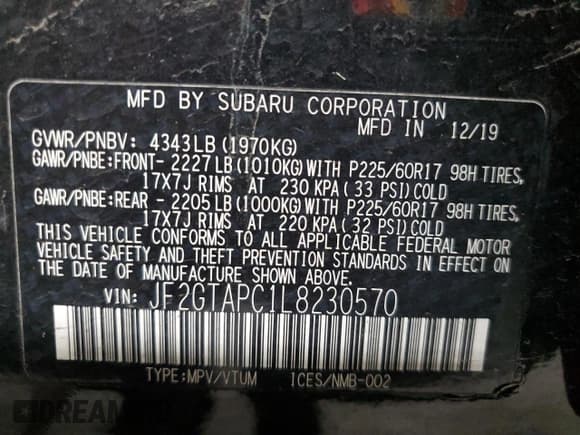 MFD BY SUBARU CORPORATION
MFD IN 12/19
GVWR/PNBV: 4343LB (1970KG)
GAWR/PNBE:FRONT- 2227LB(1010KG)WITH P225/60R17 98H TIRES,
17X7J RIMS AT 230 KPA( 33 PSI)COLD
GAWR/PNBE:REAR - 2205LB(1000KG)WITH P225/60R17 98H TIRES,
17X7J RIMS AT 220 KPA( 32 PSI)COLD
THIS VEHICLE CONFORMS TO ALL APPLICABLE FEDERAL MOTOR
VEHICLE SAFETY AND THEFT PREVENTION STANDARDS IN EFFECT ON
THE DATE OF MANUFACTURE SHOWN ABOVE.
VIN: JF2GTAPC1L8230570
TYPE:MPV/VTUM ICES/NMB-002